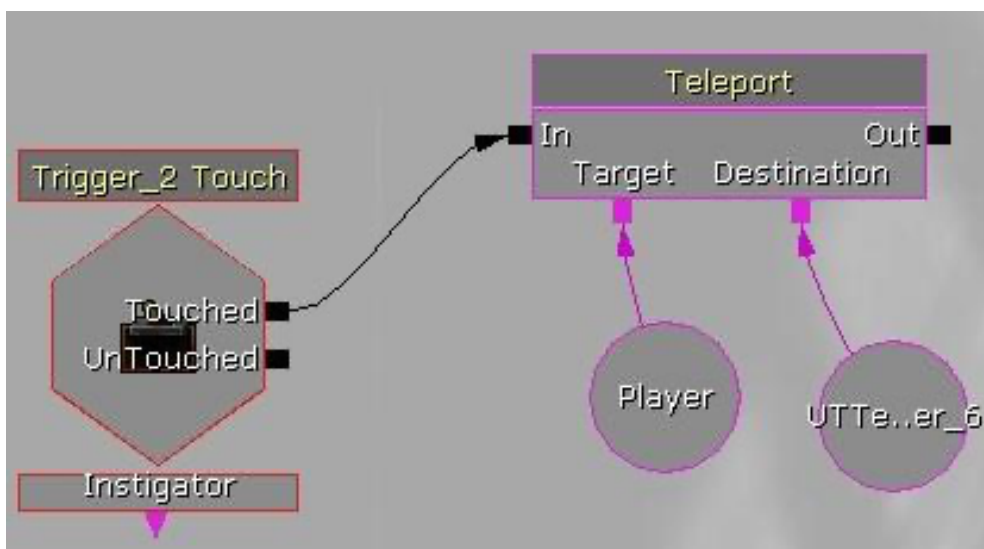 Teleport
In Out
Target Destination
Trigger_2 Touch
Touched
UnTouched
Instigator
Player
UTTe..er_6